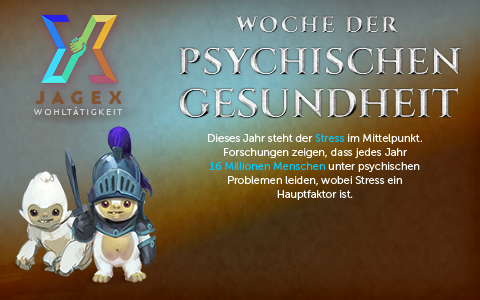 JAGEX
WOHLTÄTIGKEIT
WOCHE DER
PSYCHISCHEN
GESUNDHEIT
Dieses Jahr steht der Stress im Mittelpunkt.
Forschungen zeigen, dass jedes Jahr
16 Millionen Menschen unter psychischen
Problemen leiden, wobei Stress ein
Hauptfaktor ist.